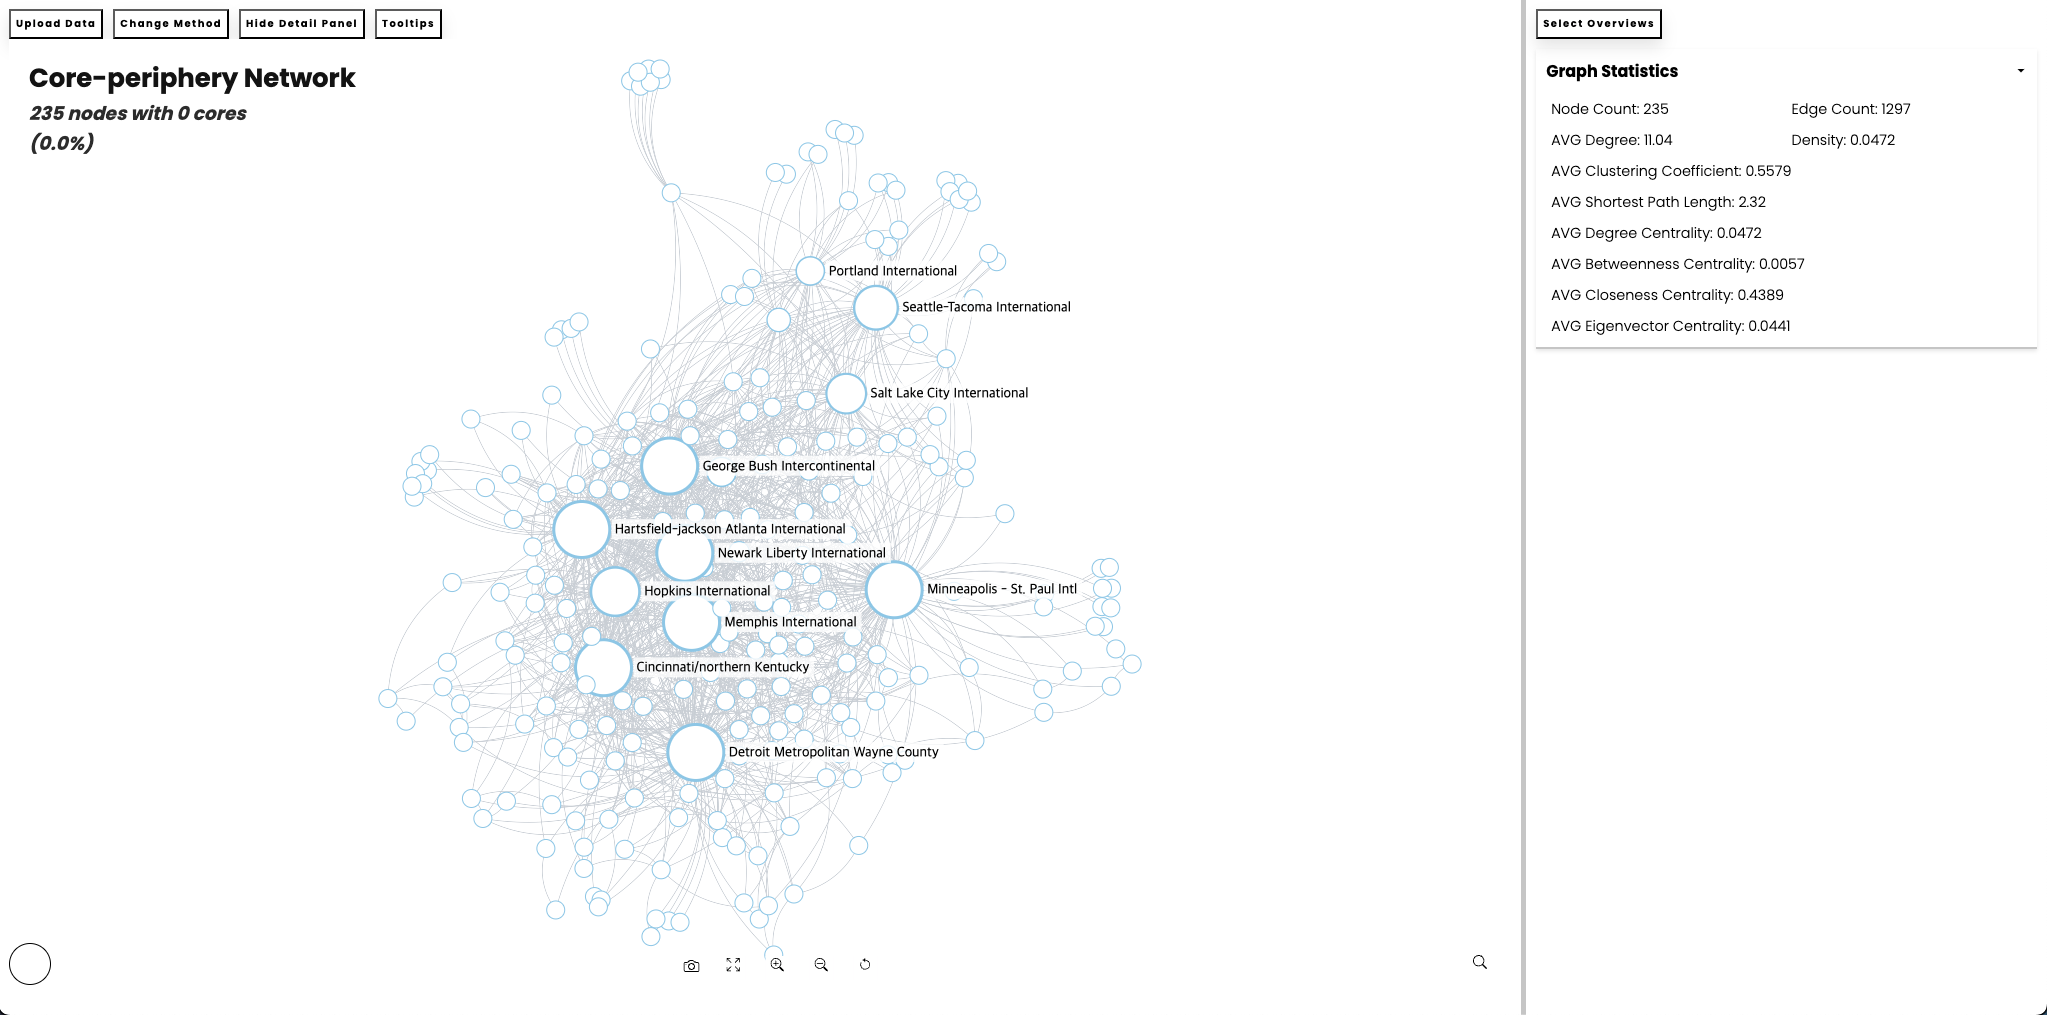 Upload Data
Change Method
Hide Detail Panel
Tooltips
Select Overviews
Core-periphery Network
235 nodes with 0 cores
(0.0%)
Graph Statistics
Node Count: 235
Edge Count: 1297
AVG Degree: 11.04
Density: 0.0472
AVG Clustering Coefficient: 0.5579
AVG Shortest Path Length: 2.32
AVG Degree Centrality: 0.0472
AVG Betweenness Centrality: 0.0057
AVG Closeness Centrality: 0.4389
AVG Eigenvector Centrality: 0.0441
Portland International
Seattle-Tacoma International
Salt Lake City International
George Bush Intercontinental
Hartsfield-jackson Atlanta International
Newark Liberty International
Hopkins International
Minneapolis - St. Paul Intl
Memphis International
Cincinnati/northern Kentucky
Detroit Metropolitan Wayne County